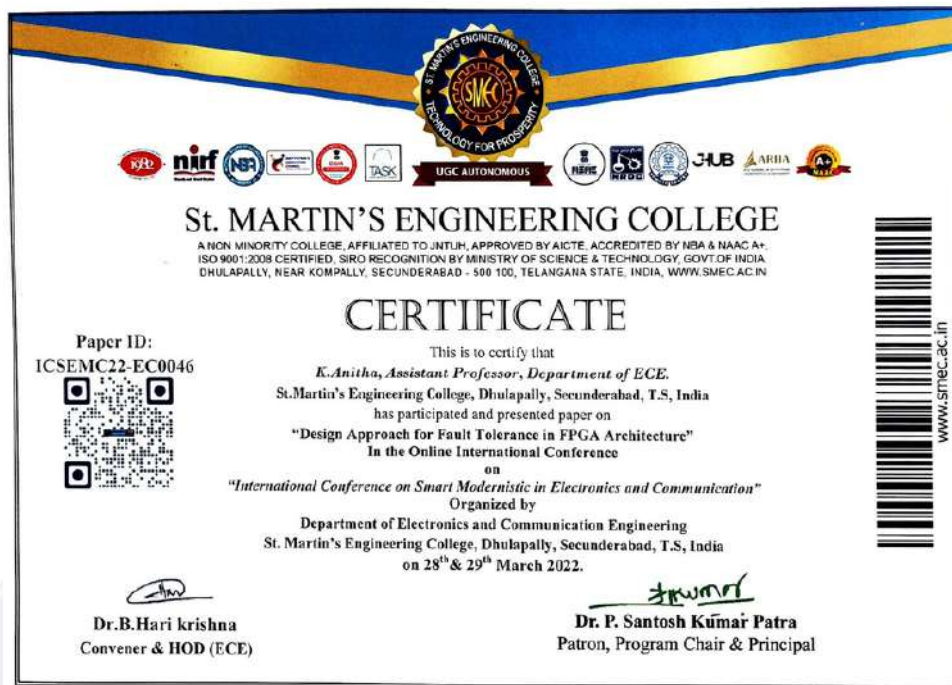 ST. MARTIN'S ENGINEERING COLLEGE
SMEC
TECHNOLOGY FOR PROSPERITY
1982
nirf
NBA
TASK
UGC AUTONOMOUS
NRDC
J-HUB
ARIIA
A+
NAAC
St. MARTIN'S ENGINEERING COLLEGE
A NON MINORITY COLLEGE, AFFILIATED TO JNTUH, APPROVED BY AICTE, ACCREDITED BY NBA & NAAC A+.
ISO 9001:2008 CERTIFIED, SIRO RECOGNITION BY MINISTRY OF SCIENCE & TECHNOLOGY, GOVT.OF INDIA
DHULAPALLY, NEAR KOMPALLY, SECUNDERABAD - 500 100, TELANGANA STATE, INDIA, WWW.SMEC.AC.IN
CERTIFICATE
Paper ID:
ICSEMC22-EC0046
This is to certify that
K.Anitha, Assistant Professor, Department of ECE.
St.Martin's Engineering College, Dhulapally, Secunderabad, T.S, India
has participated and presented paper on
"Design Approach for Fault Tolerance in FPGA Architecture"
In the Online International Conference
on
"International Conference on Smart Modernistic in Electronics and Communication"
Organized by
Department of Electronics and Communication Engineering
St. Martin's Engineering College, Dhulapally, Secunderabad, T.S, India
on 28th & 29th March 2022.
www.smec.ac.in
Dr.B.Hari krishna
Convener & HOD (ECE)
Dr. P. Santosh Kumar Patra
Patron, Program Chair & Principal